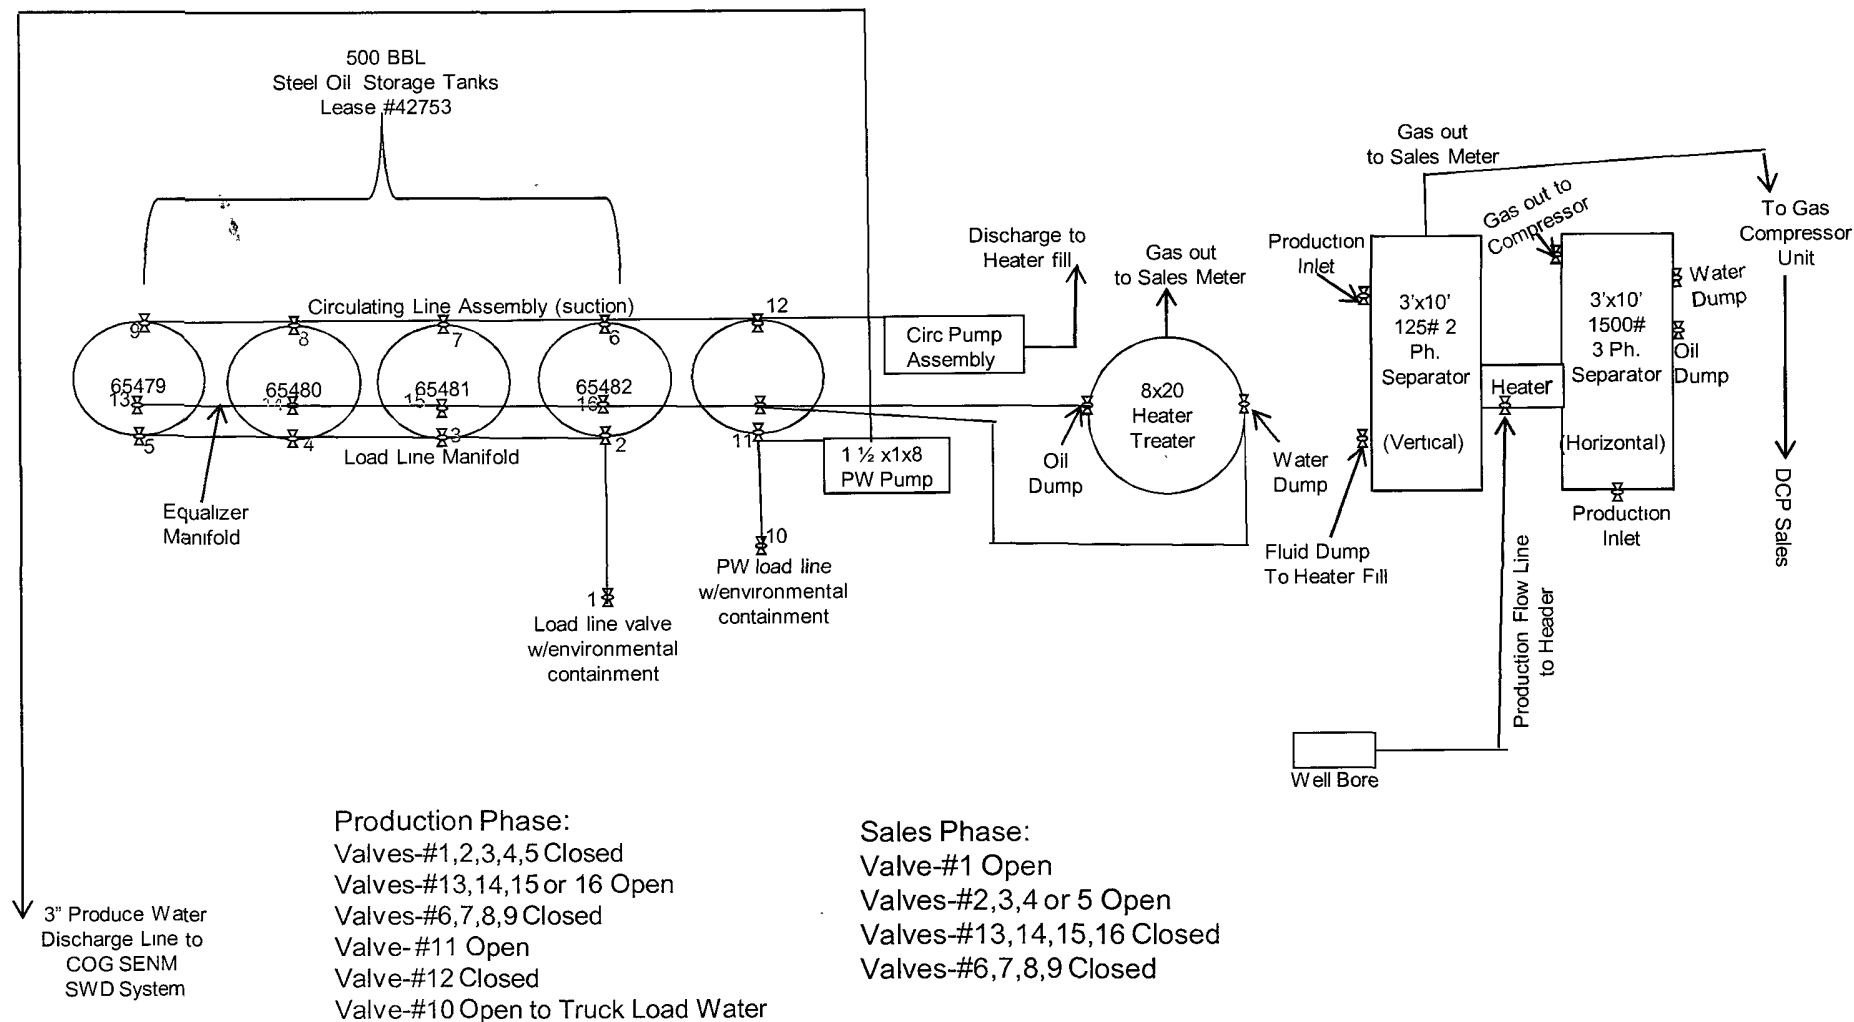 500 BBL
Steel Oil Storage Tanks
Lease #42753
Gas out
to Sales Meter
Gas out to
Compressor
To Gas
Compressor
Unit
Discharge to
Heater fill
Gas out
to Sales Meter
Production
Inlet
Water
Dump
Circulating Line Assembly (suction)
12
9
8
7
6
Circ Pump
Assembly
3'x10'
125# 2
Ph.
Separator
(Vertical)
3'x10'
1500#
3 Ph.
Separator
(Horizontal)
Oil
Dump
Heater
65479
65480
65481
65482
13
15
16
8x20
Heater
Treater
5
4
3
2
11
Load Line Manifold
1 ½ x1x8
PW Pump
Oil
Dump
Water
Dump
Equalizer
Manifold
10
PW load line
w/environmental
containment
1
Load line valve
w/environmental
containment
Fluid Dump
To Heater Fill
Production
Inlet
DCP Sales
Production Flow Line
to Header
Well Bore
3" Produce Water
Discharge Line to
COG SENM
SWD System
Production Phase:
Valves-#1,2,3,4,5 Closed
Valves-#13,14,15 or 16 Open
Valves-#6,7,8,9 Closed
Valve-#11 Open
Valve-#12 Closed
Valve-#10 Open to Truck Load Water
Sales Phase:
Valve-#1 Open
Valves-#2,3,4 or 5 Open
Valves-#13,14,15,16 Closed
Valves-#6,7,8,9 Closed